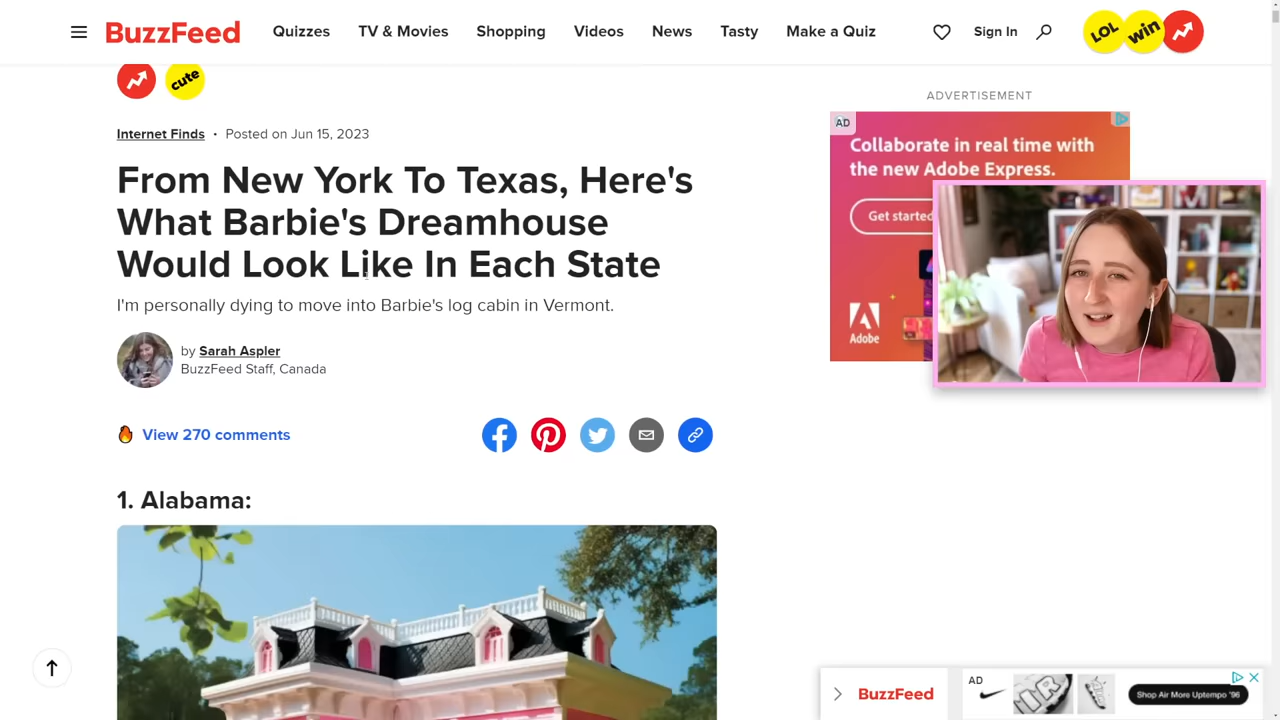 BuzzFeed
Quizzes
TV & Movies
Shopping
Videos
News
Tasty
Make a Quiz
Sign In
LOL
win
cute
Internet Finds • Posted on Jun 15, 2023
From New York To Texas, Here's
What Barbie's Dreamhouse
Would Look Like In Each State
I'm personally dying to move into Barbie's log cabin in Vermont.
by Sarah Aspler
BuzzFeed Staff, Canada
View 270 comments
1. Alabama:
ADVERTISEMENT
AD
Collaborate in real time with
the new Adobe Express.
Get started
Adobe
BuzzFeed
AD
AIR
Shop Air More Uptempo '96